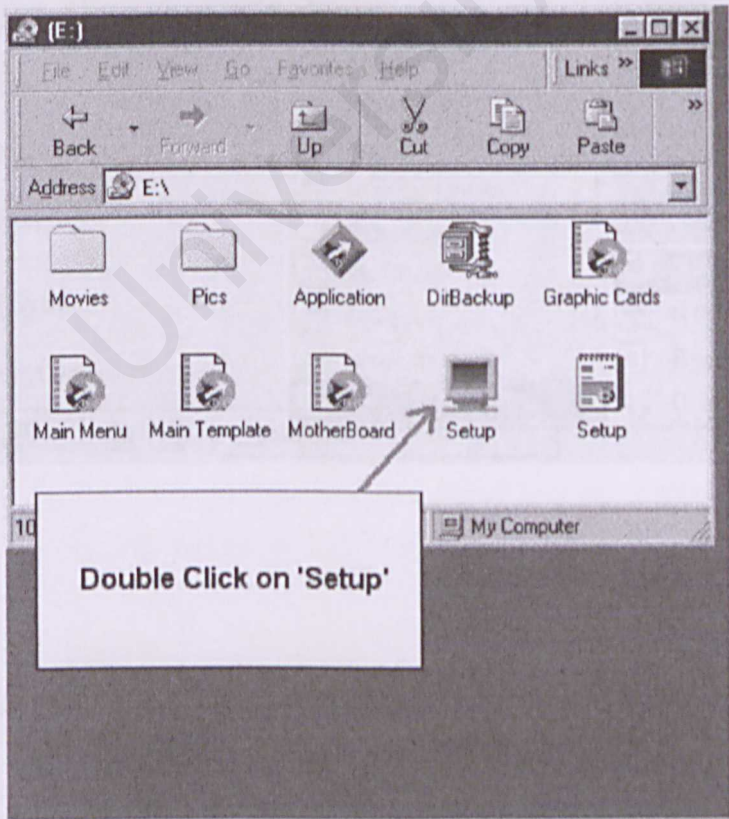 (E:)
File Edit View Go Favorites Help Links »
Back Forward Up Cut Copy Paste »
Address E:\
Movies Pics Application DirBackup Graphic Cards
Main Menu Main Template MotherBoard Setup Setup
10 My Computer
Double Click on 'Setup'